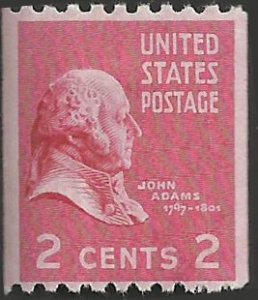 UNITED
STATES
POSTAGE
JOHN
ADAMS
1797-1801
2 CENTS 2